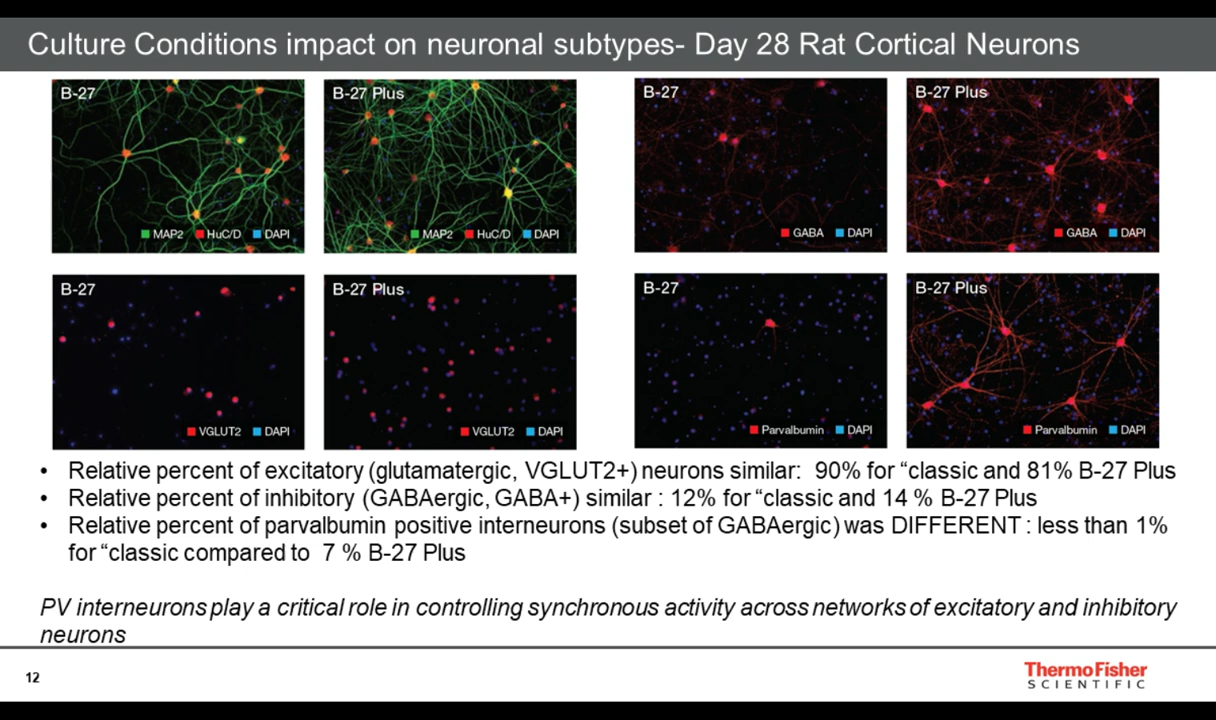 Culture Conditions impact on neuronal subtypes- Day 28 Rat Cortical Neurons
B-27
MAP2 HuC/D DAPI
B-27 Plus
MAP2 HuC/D DAPI
B-27
GABA DAPI
B-27 Plus
GABA DAPI
B-27
VGLUT2 DAPI
B-27 Plus
VGLUT2 DAPI
B-27
Parvalbumin DAPI
B-27 Plus
Parvalbumin DAPI
• Relative percent of excitatory (glutamatergic, VGLUT2+) neurons similar: 90% for “classic and 81% B-27 Plus
• Relative percent of inhibitory (GABAergic, GABA+) similar : 12% for “classic and 14 % B-27 Plus
• Relative percent of parvalbumin positive interneurons (subset of GABAergic) was DIFFERENT : less than 1%
for “classic compared to 7 % B-27 Plus
PV interneurons play a critical role in controlling synchronous activity across networks of excitatory and inhibitory
neurons
12
ThermoFisher
SCIENTIFIC